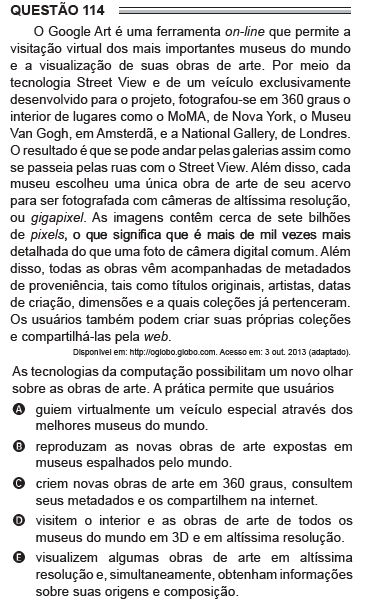 QUESTÃO 114
O Google Art é uma ferramenta on-line que permite a
visitação virtual dos mais importantes museus do mundo
e a visualização de suas obras de arte. Por meio da
tecnologia Street View e de um veículo exclusivamente
desenvolvido para o projeto, fotografou-se em 360 graus o
interior de lugares como o MoMA, de Nova York, o Museu
Van Gogh, em Amsterdã, e a National Gallery, de Londres.
O resultado é que se pode andar pelas galerias assim como
se passeia pelas ruas com o Street View. Além disso, cada
museu escolheu uma única obra de arte de seu acervo
para ser fotografada com câmeras de altíssima resolução,
ou gigapixel. As imagens contêm cerca de sete bilhões
de pixels, o que significa que é mais de mil vezes mais
detalhada do que uma foto de câmera digital comum. Além
disso, todas as obras vêm acompanhadas de metadados
de proveniência, tais como títulos originais, artistas, datas
de criação, dimensões e a quais coleções já pertenceram.
Os usuários também podem criar suas próprias coleções
e compartilhá-las pela web.
Disponível em: http://oglobo.globo.com. Acesso em: 3 out. 2013 (adaptado).
As tecnologias da computação possibilitam um novo olhar
sobre as obras de arte. A prática permite que usuários
A guiem virtualmente um veículo especial através dos
melhores museus do mundo.
B reproduzam as novas obras de arte expostas em
museus espalhados pelo mundo.
C criem novas obras de arte em 360 graus, consultem
seus metadados e os compartilhem na internet.
D visitem o interior e as obras de arte de todos os
museus do mundo em 3D e em altíssima resolução.
E visualizem algumas obras de arte em altíssima
resolução e, simultaneamente, obtenham informações
sobre suas origens e composição.